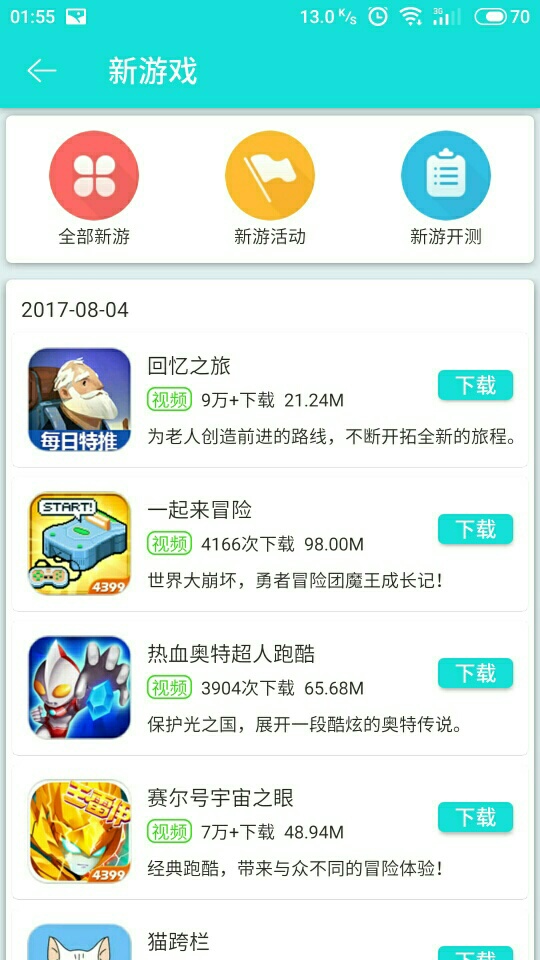 01:55
13.0 K/s
3G
70
新游戏
全部新游
新游活动
新游开测
2017-08-04
每日特推
回忆之旅
视频 9万+下载 21.24M
为老人创造前进的路线，不断开拓全新的旅程。
下载
START!
4399
一起来冒险
视频 4166次下载 98.00M
世界大崩坏，勇者冒险团魔王成长记！
下载
热血奥特超人跑酷
视频 3904次下载 65.68M
保护光之国，展开一段酷炫的奥特传说。
下载
王雷伊
4399
赛尔号宇宙之眼
视频 7万+下载 48.94M
经典跑酷，带来与众不同的冒险体验！
下载
猫跨栏
下载